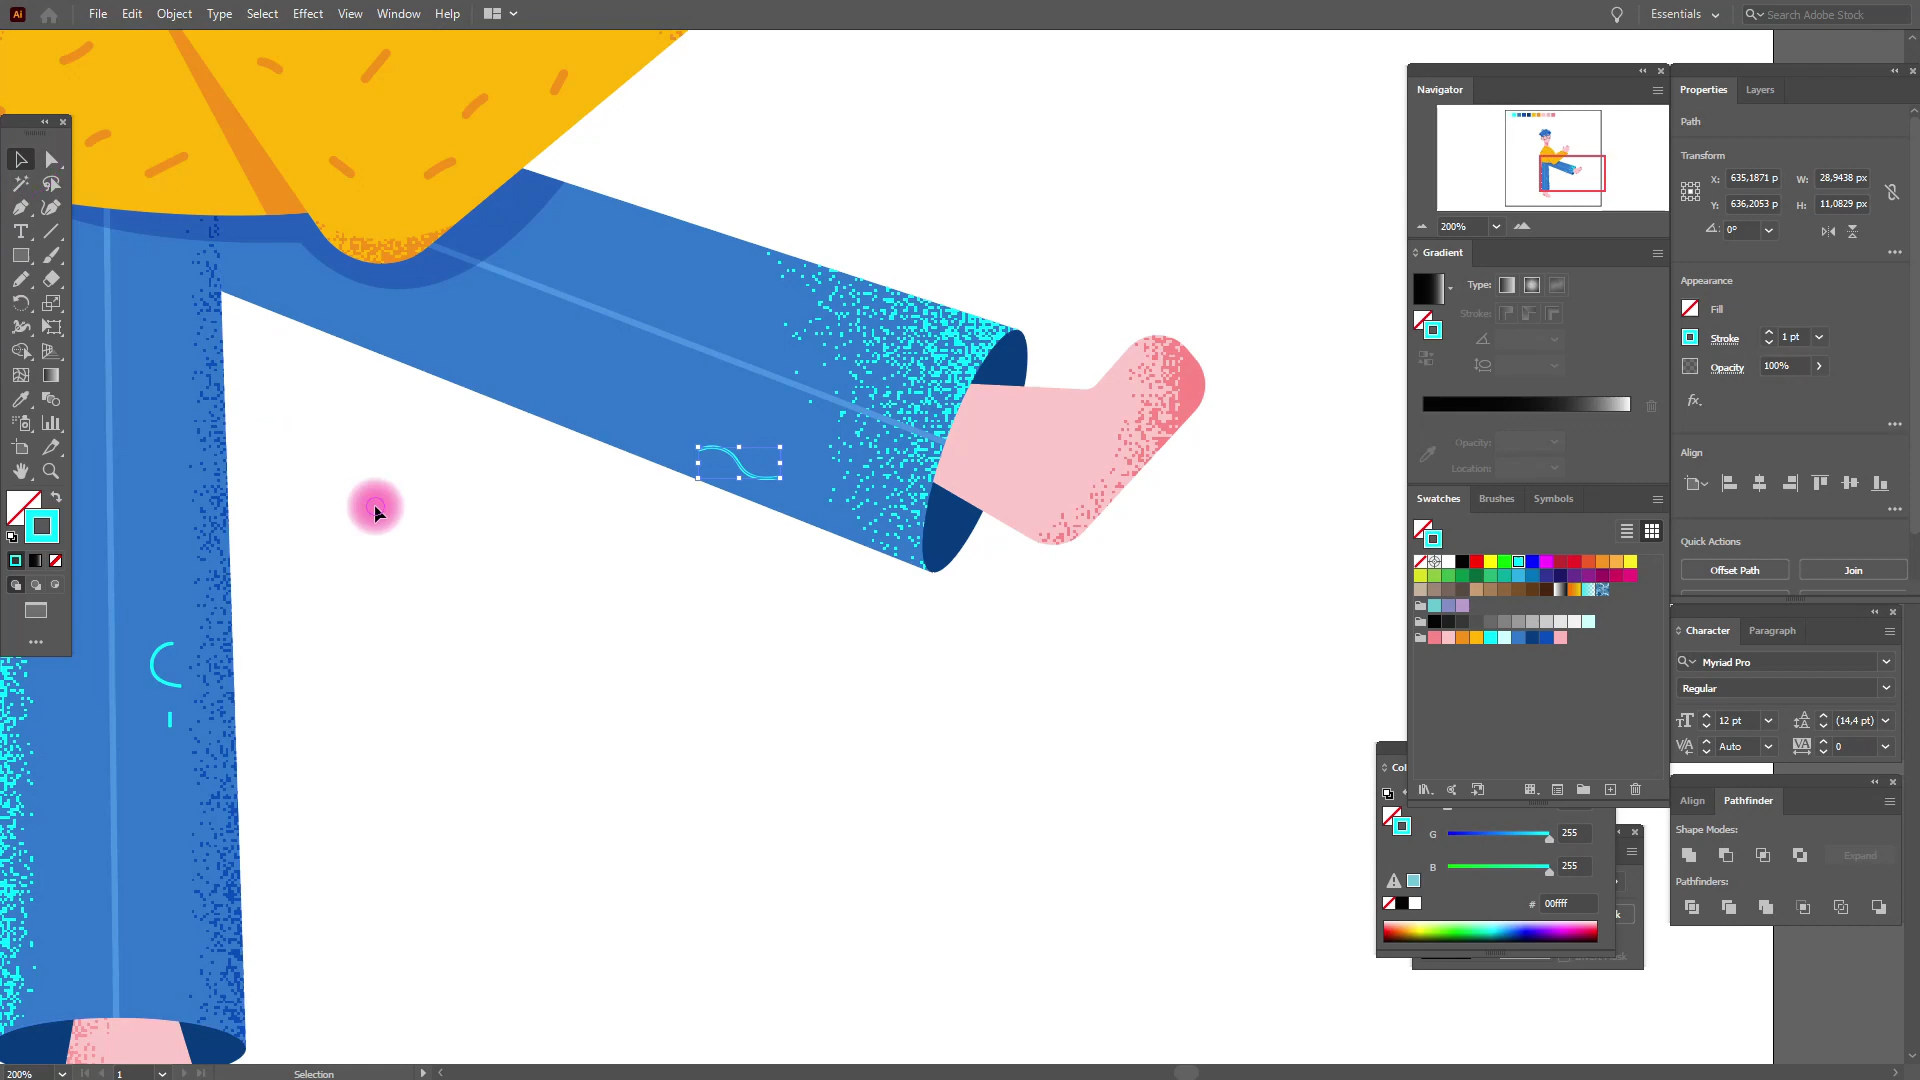 Ai File Edit Object Type Select Effect View Window Help Essentials Search Adobe Stock
Navigator
200%
Gradient
Type:
Stroke:
Opacity:
Location:
Swatches Brushes Symbols
Col
G 255
B 255
# 00ffff
Properties Layers
Path
Transform
X: 635,1871 p W: 28,9438 px
Y: 636,2053 p H: 11,0829 px
0°
Appearance
Fill
Stroke 1 pt
Opacity 100%
fx.
Align
Quick Actions
Offset Path Join
Character Paragraph
Myriad Pro
Regular
12 pt (14,4 pt)
Auto 0
Align Pathfinder
Shape Modes:
Expand
Pathfinders:
200% 1 Selection